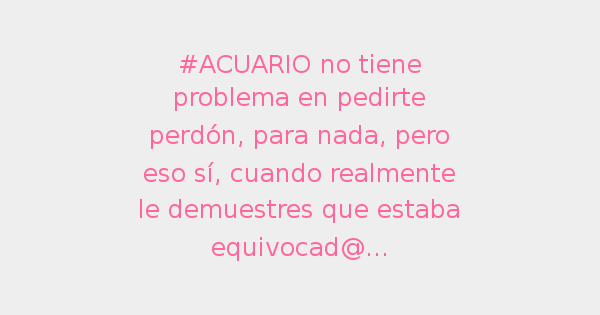 #ACUARIO no tiene
problema en pedirte
perdón, para nada, pero
eso sí, cuando realmente
le demuestres que estaba
equivocad@...